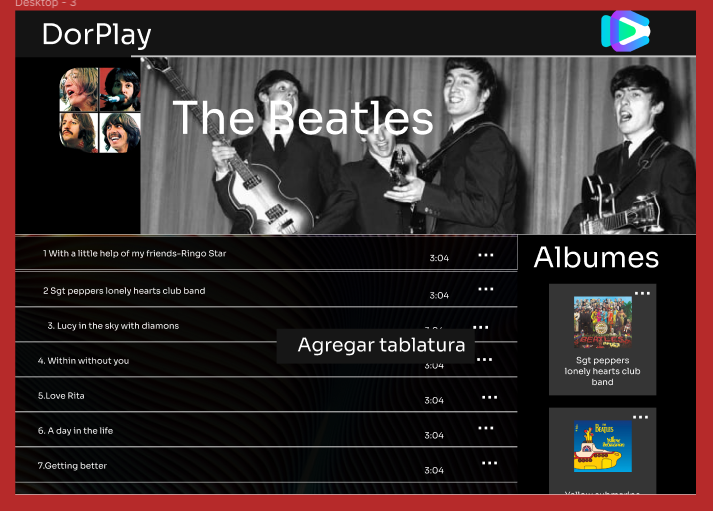 Desktop - 3
DorPlay
The Beatles
1 With a little help of my friends-Ringo Star
3:04
2 Sgt peppers lonely hearts club band
3:04
3. Lucy in the sky with diamons
3:04
Agregar tablatura
4. Within without you
3:04
5.Love Rita
3:04
6. A day in the life
3:04
7.Getting better
3:04
Albumes
Sgt peppers
lonely hearts club
band
BEATLES
Yellow submarine